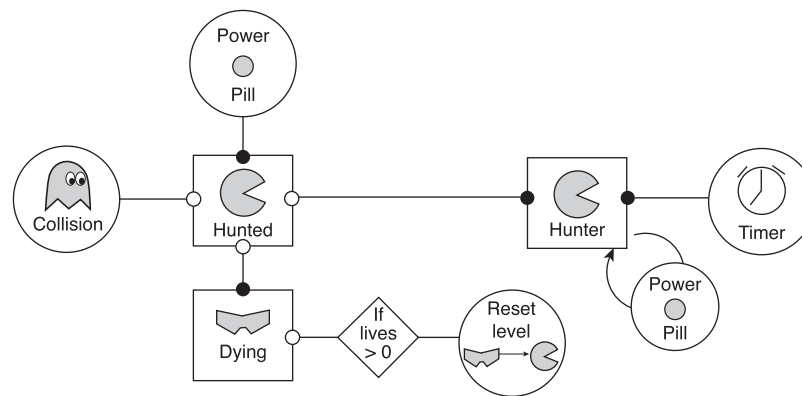 Power
Pill
Collision
Hunted
Hunter
Timer
Power
Pill
Dying
If
lives
> 0
Reset
level